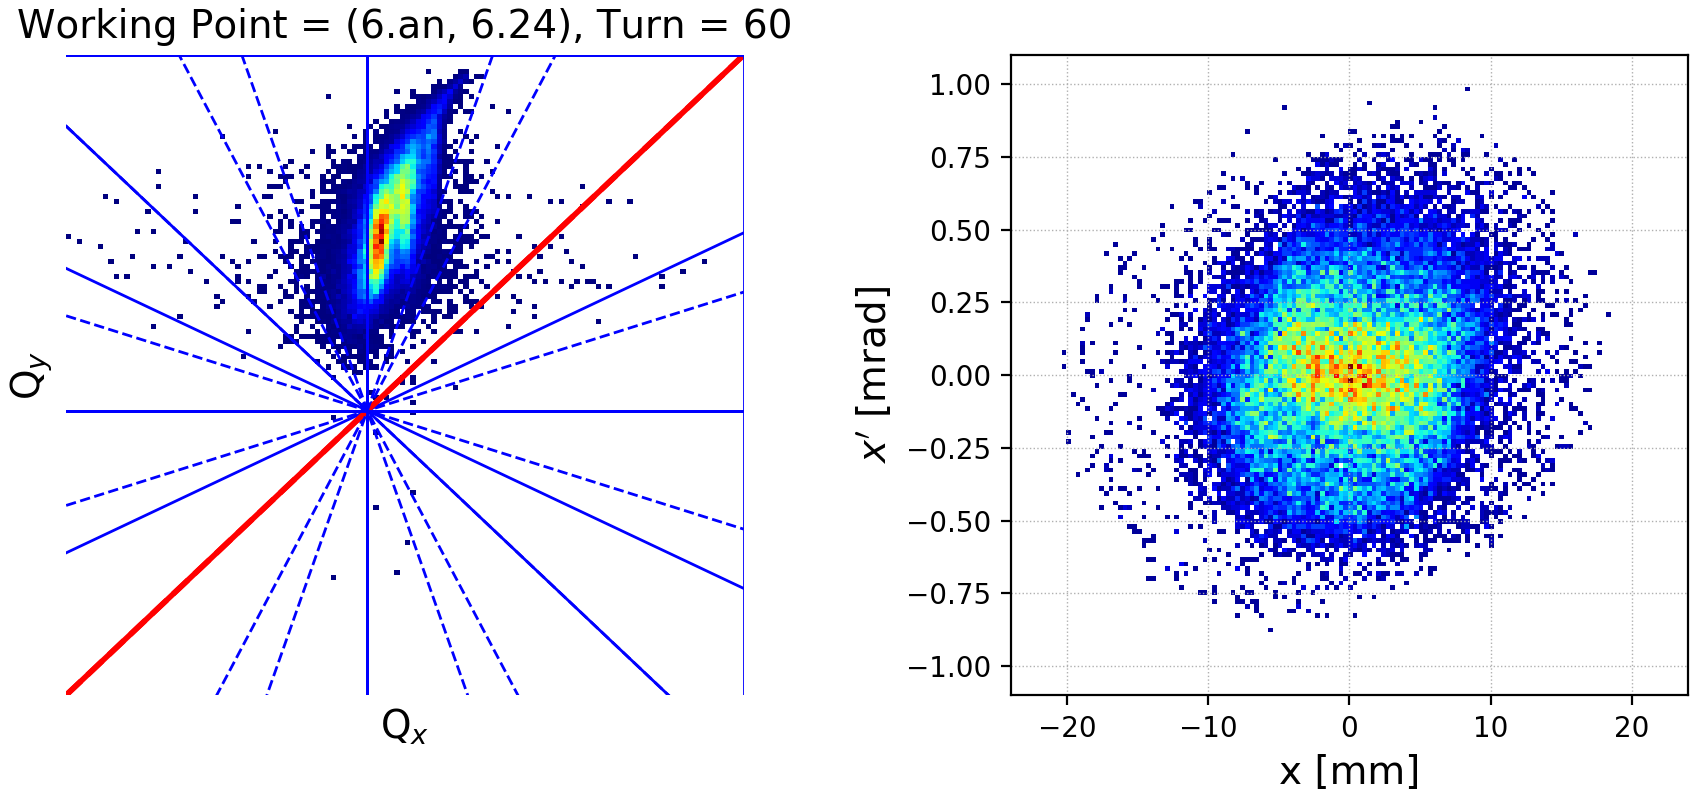 Working Point = (6.an, 6.24), Turn = 60
Qy
Qx
1.00
0.75
0.50
0.25
0.00
−0.25
−0.50
−0.75
−1.00
x′ [mrad]
−20 −10 0 10 20
x [mm]